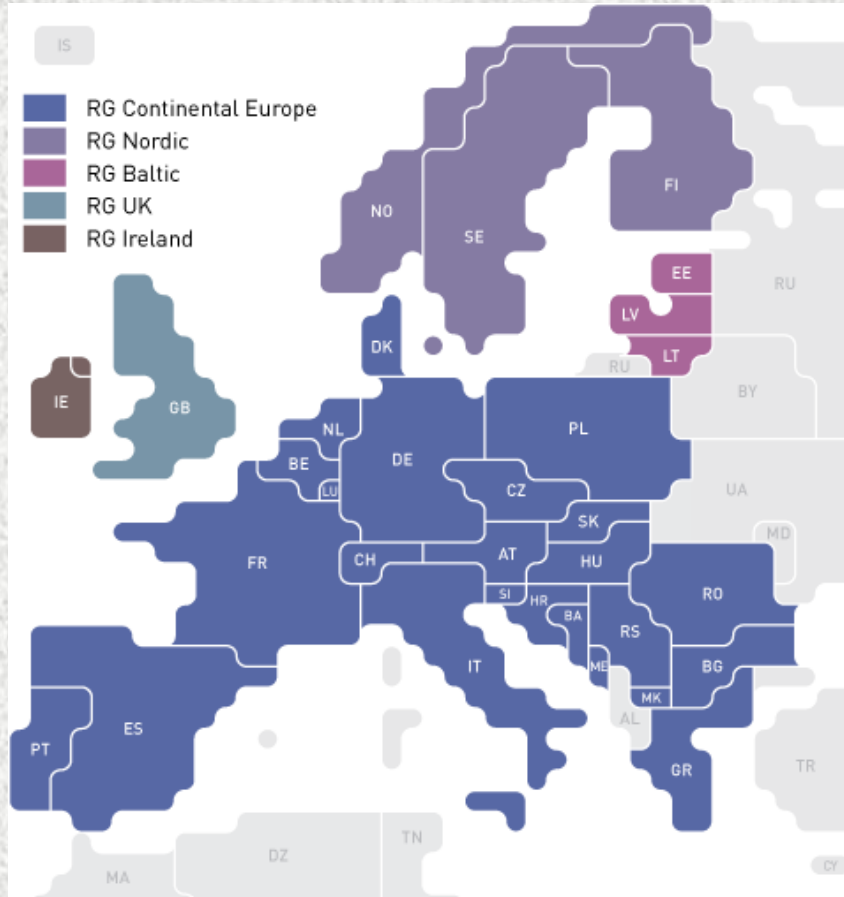 IS
RG Continental Europe
RG Nordic
RG Baltic
RG UK
RG Ireland
NO
SE
FI
EE
LV
LT
RU
RU
BY
DK
IE
GB
NL
BE
LU
DE
PL
CZ
SK
UA
MD
FR
CH
AT
HU
SI
HR
BA
RS
RO
IT
ME
MK
BG
AL
PT
ES
GR
TR
MA
DZ
TN
CY